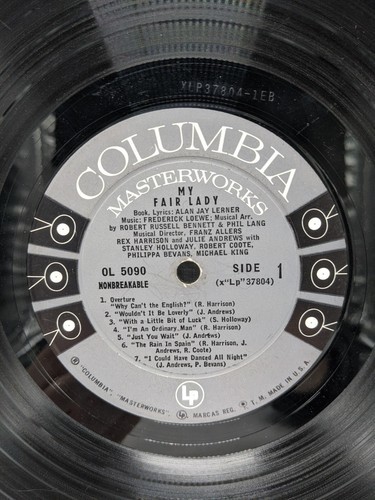 XLP37804-1EB
COLUMBIA
MASTERWORKS
MY
FAIR LADY
Book, Lyrics: ALAN JAY LERNER
Music: FREDERICK LOEWE; Musical Arr.
by ROBERT RUSSELL BENNETT & PHIL LANG
Musical Director, FRANZ ALLERS
REX HARRISON and JULIE ANDREWS with
STANLEY HOLLOWAY, ROBERT COOTE,
PHILIPPA BEVANS, MICHAEL KING
OL 5090
NONBREAKABLE
SIDE 1
(x"Lp"37804)
1. Overture
"Why Can't the English?" (R. Harrison)
2. "Wouldn't It Be Loverly" (J. Andrews)
3. "With a Little Bit of Luck" (S. Holloway)
4. "I'm An Ordinary Man" (R. Harrison)
5. "Just You Wait" (J. Andrews)
6. "The Rain In Spain" (R. Harrison, J.
Andrews, R. Coote)
7. "I Could Have Danced All Night"
(J. Andrews, P. Bevans)
LP
® "COLUMBIA", "MASTERWORKS", MARCAS REG. T. M. MADE IN U.S.A.